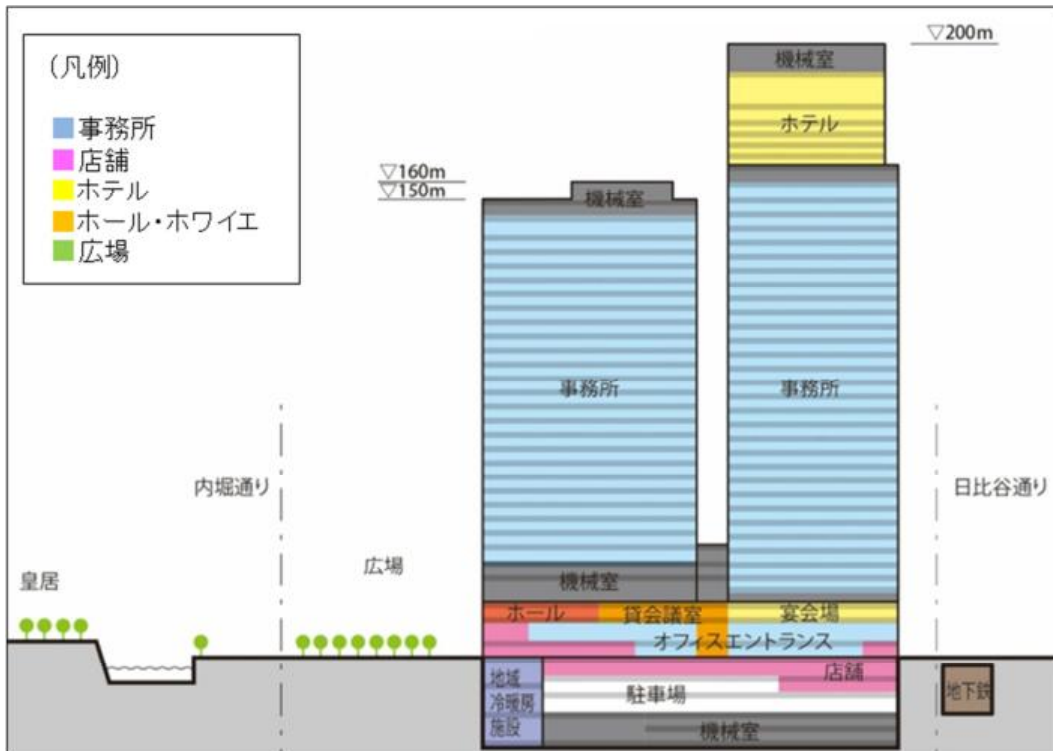 (凡例)
事務所
店舗
ホテル
ホール・ホワイエ
広場
▽200m
機械室
ホテル
▽160m
▽150m
機械室
事務所
事務所
内堀通り
日比谷通り
広場
皇居
機械室
ホール
貸会議室
宴会場
オフィスエントランス
地域
冷暖房
施設
店舗
駐車場
機械室
地下鉄